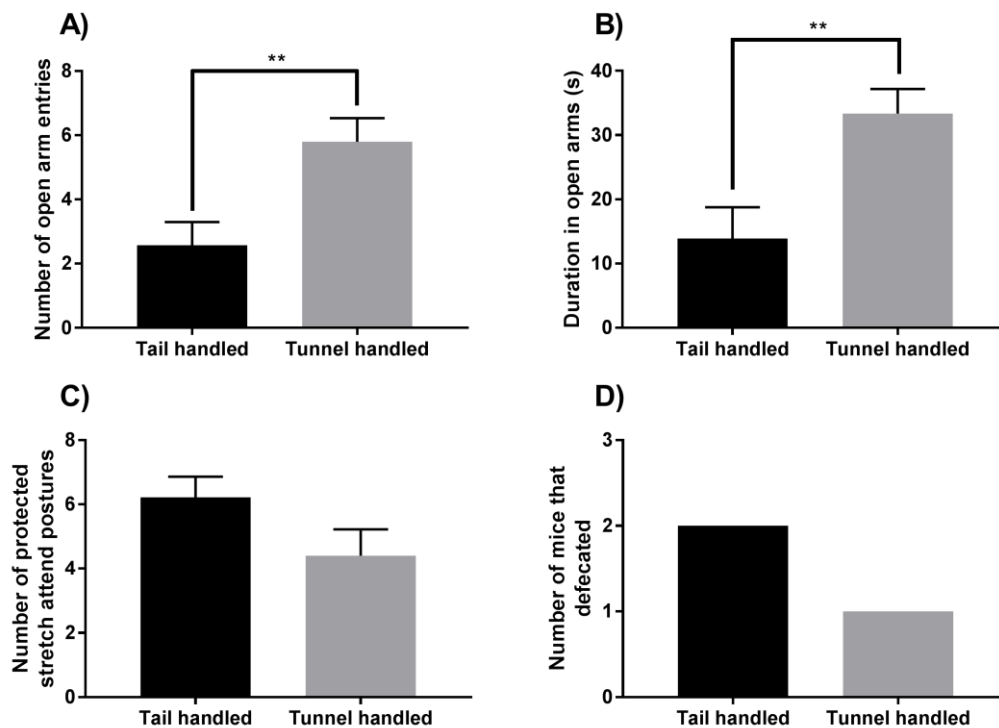 A)
**
Number of open arm entries
8
6
4
2
0
Tail handled
Tunnel handled
B)
**
Duration in open arms (s)
40
30
20
10
0
Tail handled
Tunnel handled
C)
Number of protected
stretch attend postures
8
6
4
2
0
Tail handled
Tunnel handled
D)
Number of mice that
defecated
3
2
1
0
Tail handled
Tunnel handled